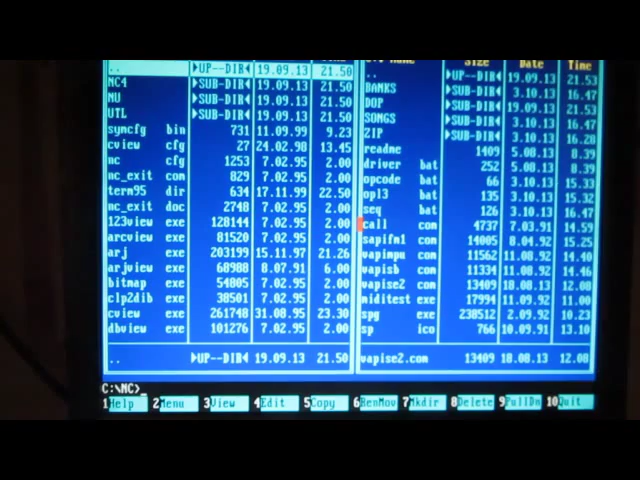 Size Date Time
.. ►UP--DIR◄ 19.09.13 21.50
NC4 ►SUB-DIR◄ 19.09.13 21.50
NU ►SUB-DIR◄ 19.09.13 21.50
UTL ►SUB-DIR◄ 19.09.13 21.50
symcfg bin 731 11.09.99 9.23
cview cfg 27 24.02.98 13.45
nc cfg 1253 7.02.95 2.00
nc_exit com 829 7.02.95 2.00
term95 dir 634 17.11.99 22.50
nc_exit doc 2748 7.02.95 2.00
123view exe 128144 7.02.95 2.00
arcview exe 81520 7.02.95 2.00
arj exe 203199 15.11.97 21.26
arjview exe 68988 8.07.91 6.00
bitmap exe 54805 7.02.95 2.00
clp2dib exe 38501 7.02.95 2.00
cview exe 261748 31.08.95 23.30
dbview exe 101276 7.02.95 2.00
.. ►UP--DIR◄ 19.09.13 21.50
.. ►UP--DIR◄ 19.09.13 21.53
BANKS ►SUB-DIR◄ 3.10.13 16.47
DOP ►SUB-DIR◄ 19.09.13 21.53
SONGS ►SUB-DIR◄ 3.10.13 16.47
ZIP ►SUB-DIR◄ 3.10.13 16.28
readme 1409 5.08.13 8.39
driver bat 252 5.08.13 8.39
opcode bat 66 3.10.13 15.33
opl3 bat 135 3.10.13 15.32
seq bat 126 3.10.13 16.47
call com 4737 7.03.91 14.59
sapifm1 com 14005 8.04.91 15.25
vapimpu com 11562 11.08.92 14.40
vapisb com 11334 11.08.92 14.46
vapise2 com 13409 18.08.13 12.08
miditest exe 17994 11.09.92 11.00
spg exe 238512 2.09.92 10.23
sp ico 766 10.09.91 13.10
vapise2.com 13409 18.08.13 12.08
C:\NC>_
1Help 2Menu 3View 4Edit 5Copy 6RenMov 7Mkdir 8Delete 9PullDn 10Quit